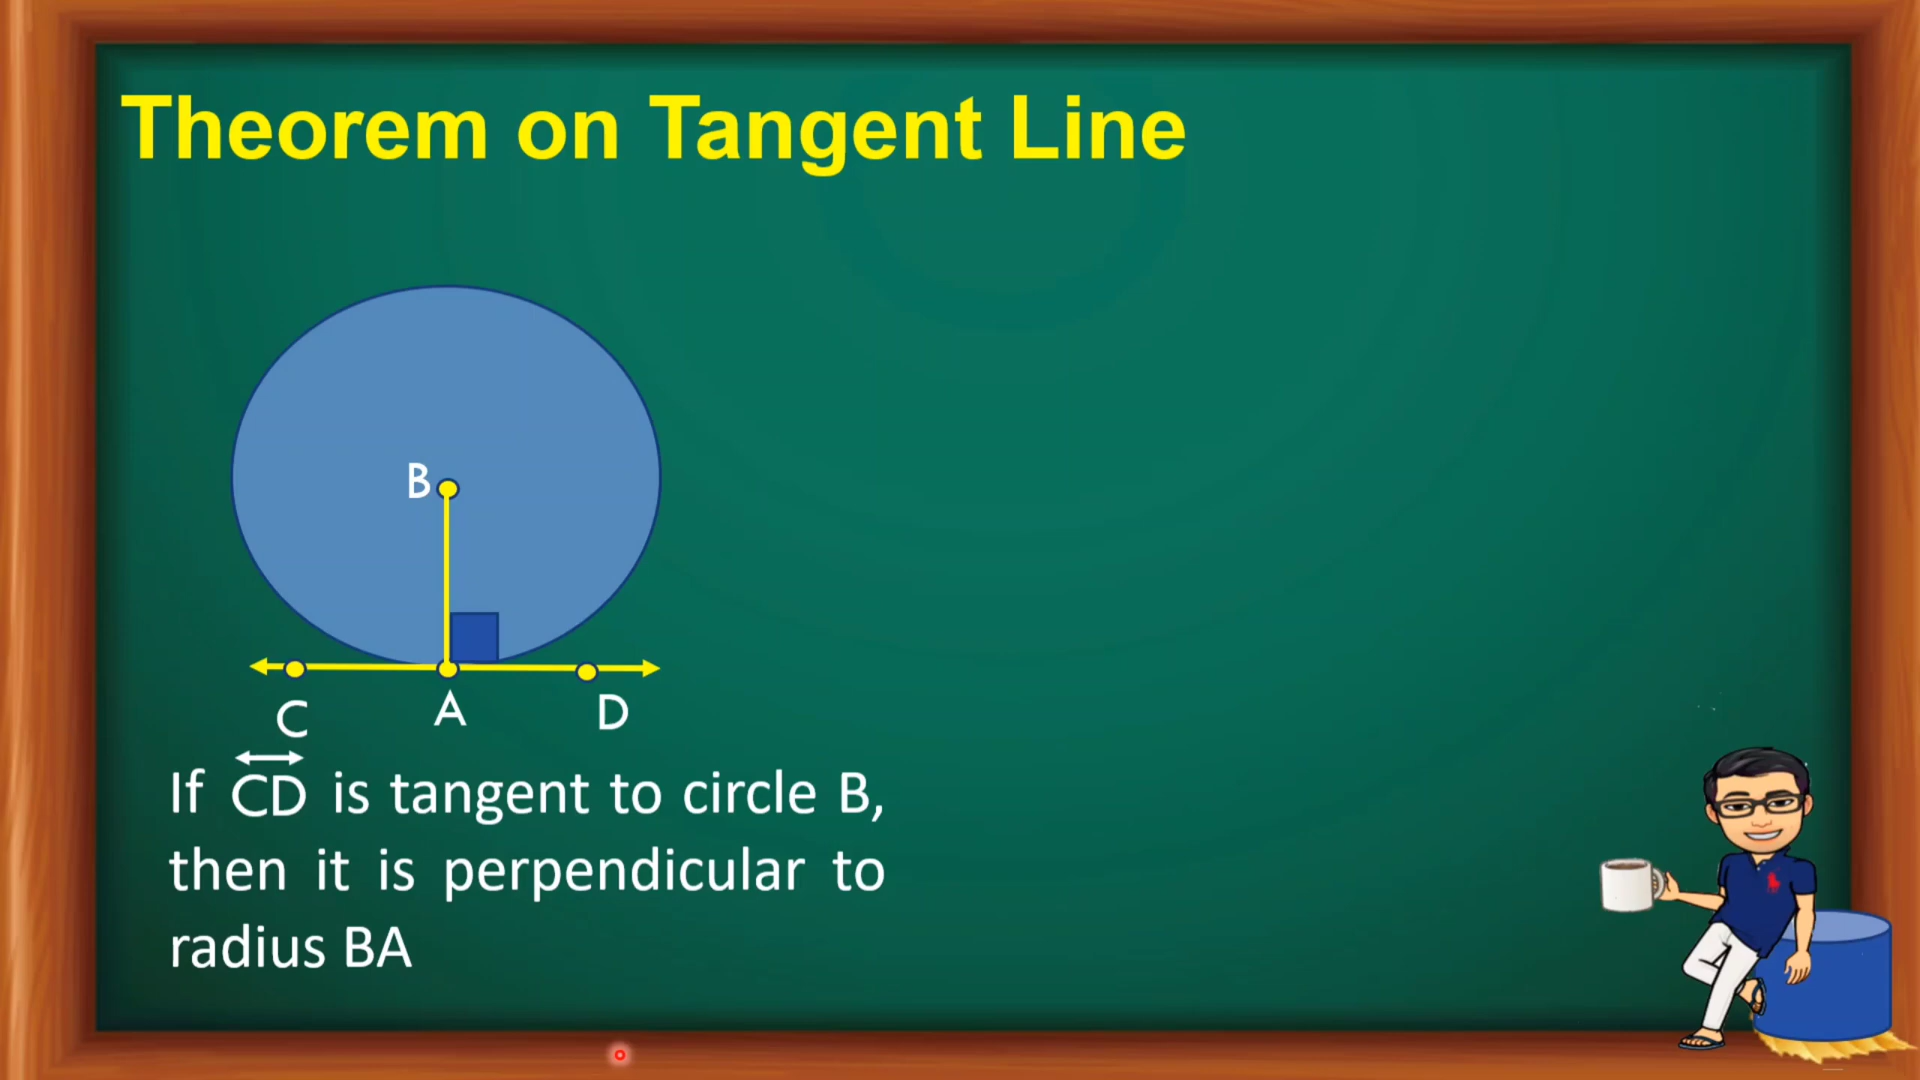 Theorem on Tangent Line
B
C
A
D
If CD is tangent to circle B,
then it is perpendicular to
radius BA